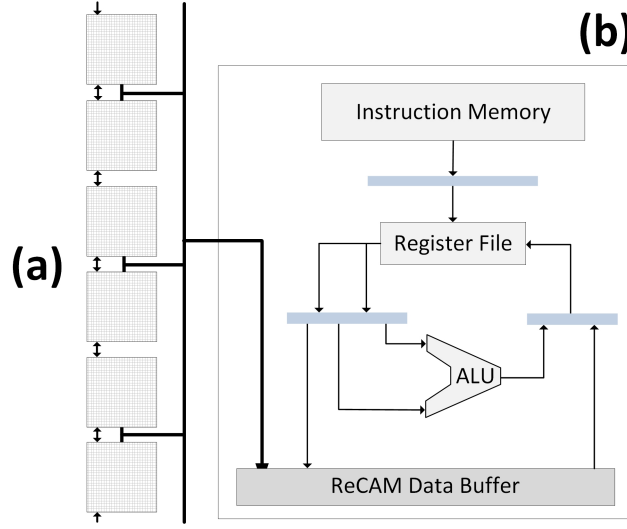 (b)
Instruction Memory
Register File
(a)
ALU
ReCAM Data Buffer